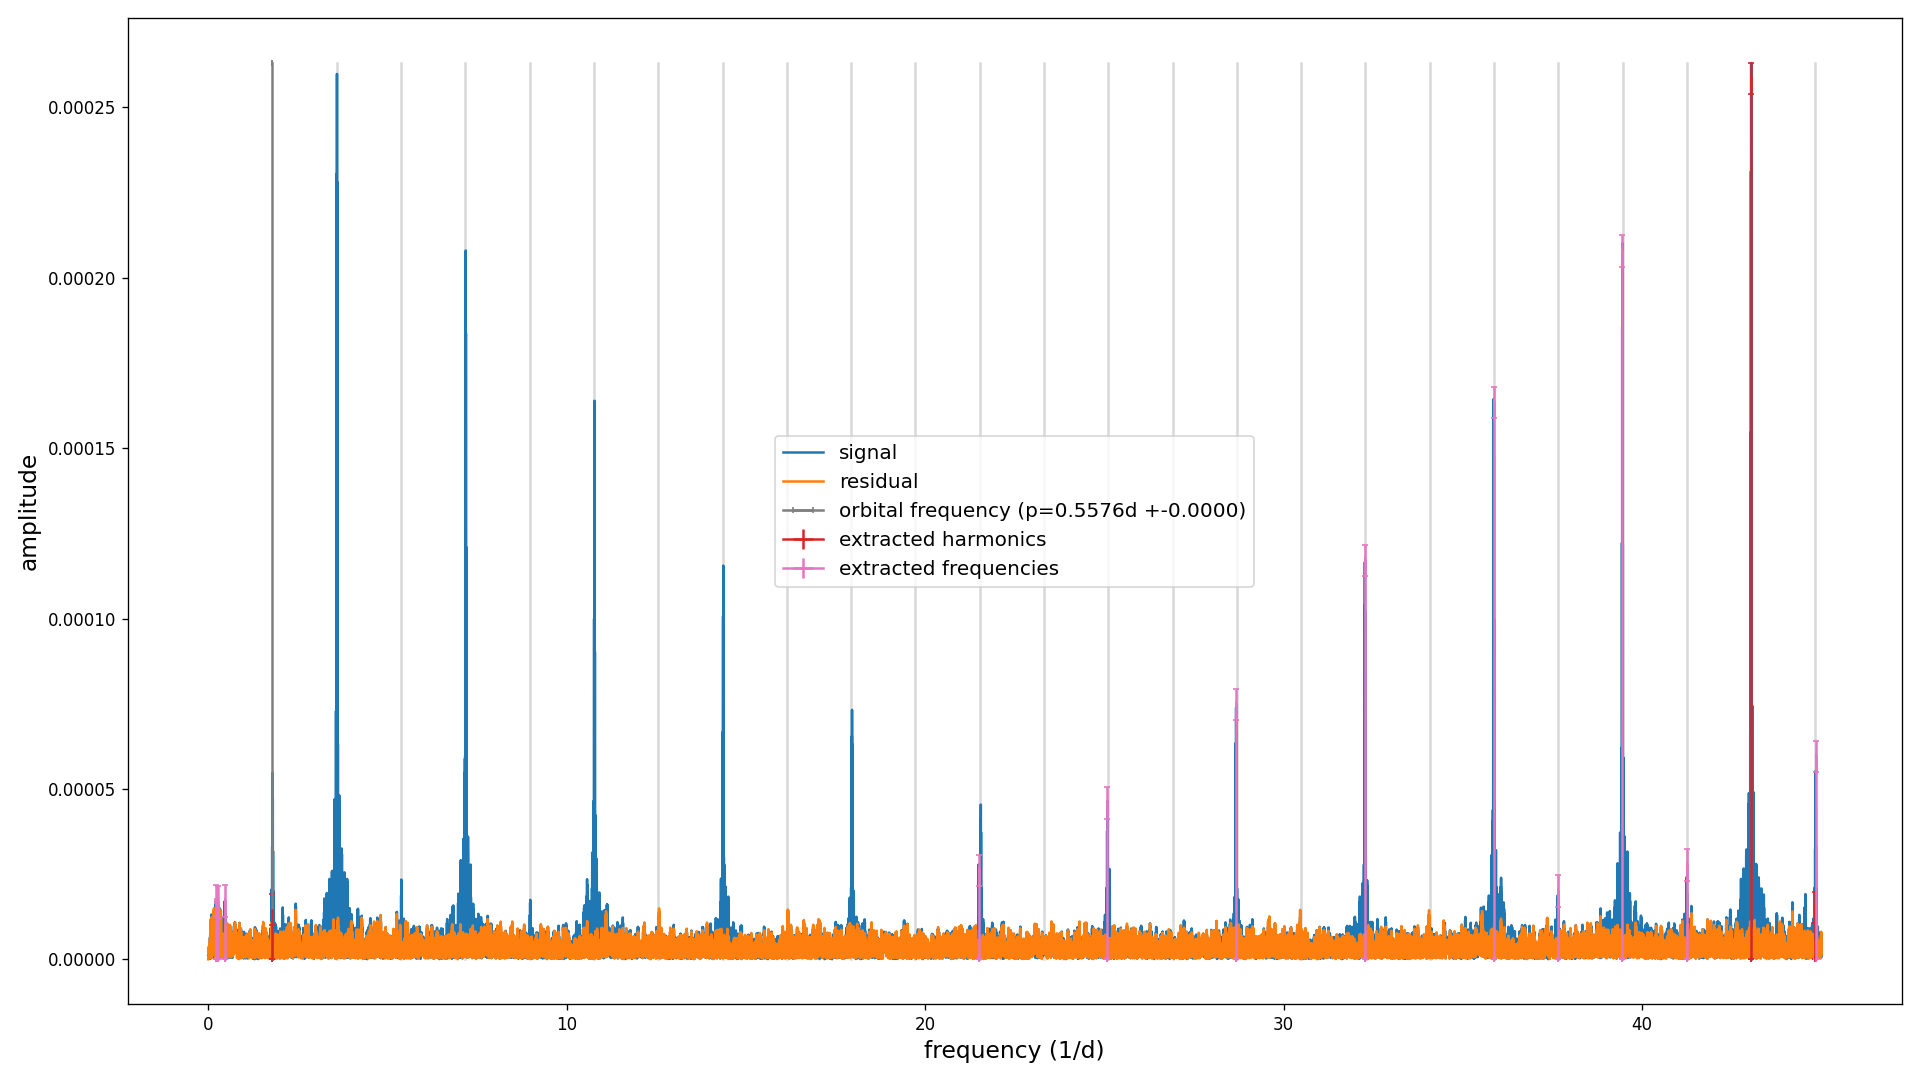 0.00025
0.00020
0.00015
0.00010
0.00005
0.00000
amplitude
signal
residual
orbital frequency (p=0.5576d +-0.0000)
extracted harmonics
extracted frequencies
0 10 20 30 40
frequency (1/d)